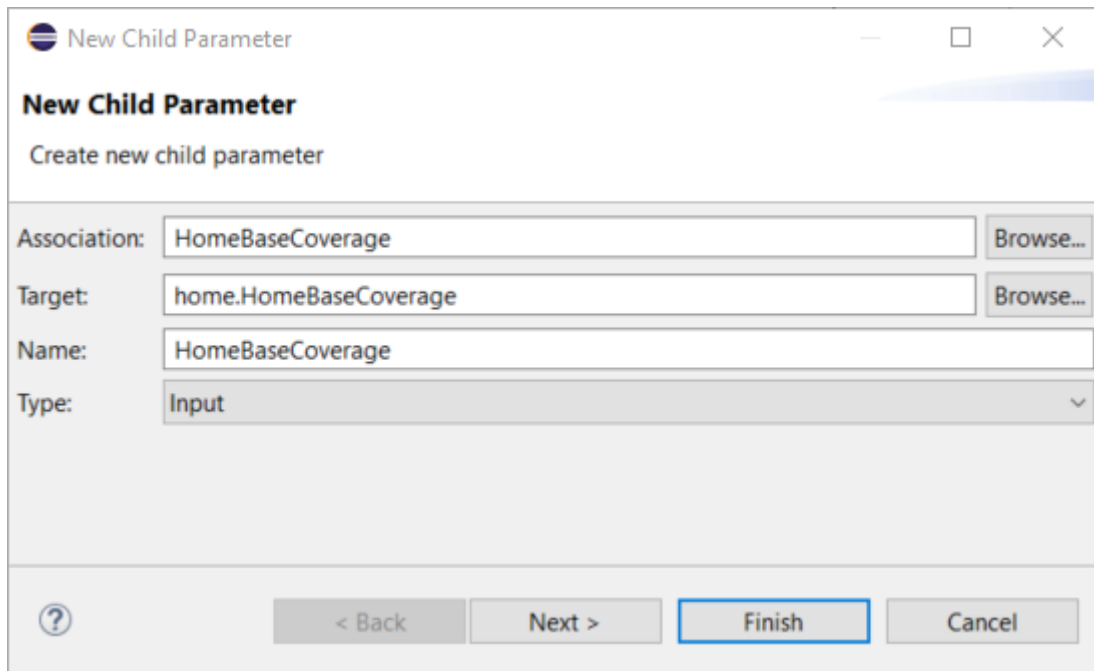 New Child Parameter
New Child Parameter
Create new child parameter
Association: HomeBaseCoverage Browse...
Target: home.HomeBaseCoverage Browse...
Name: HomeBaseCoverage
Type: Input
? < Back Next > Finish Cancel